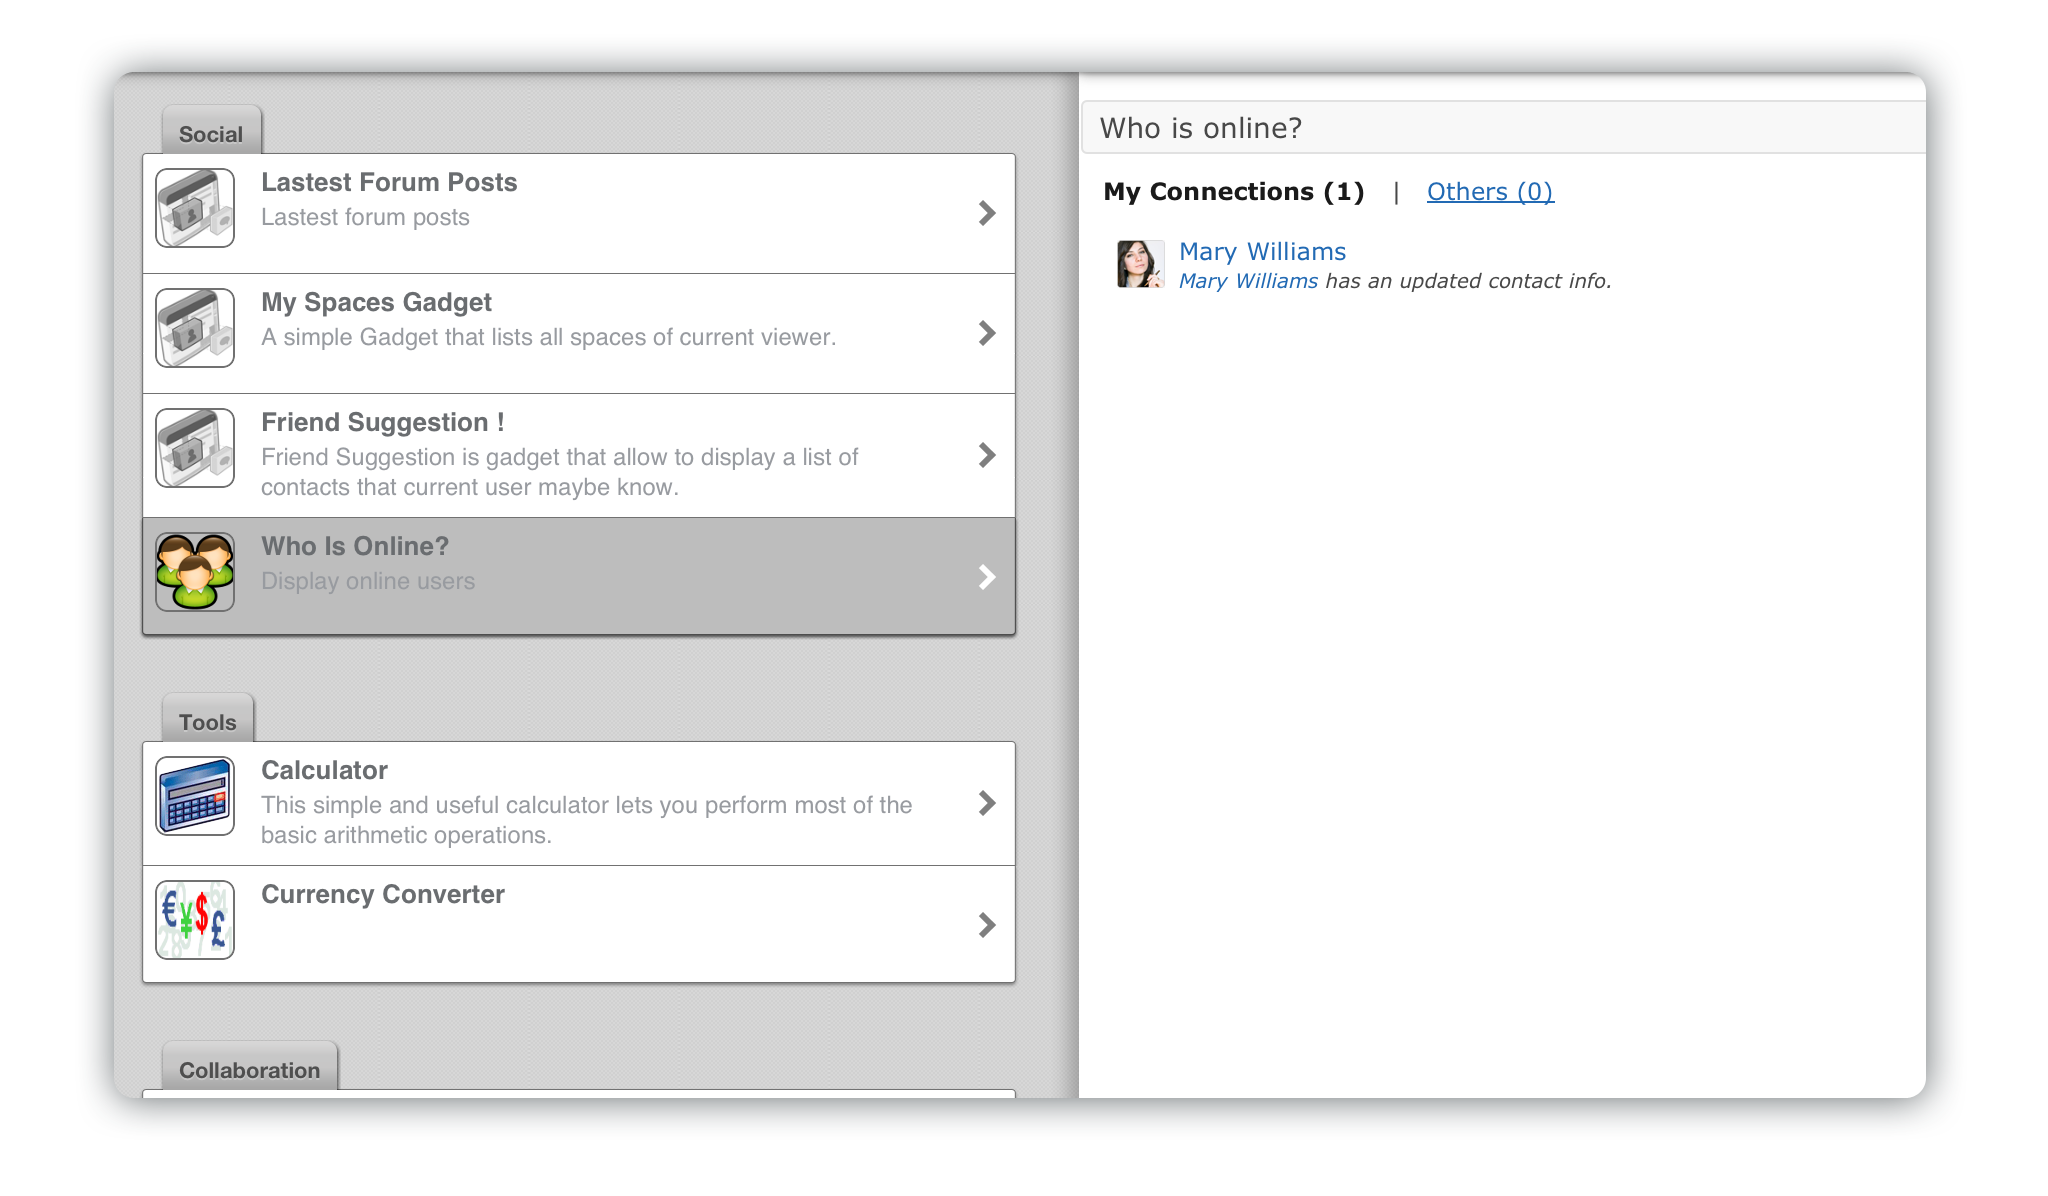 Social
Lastest Forum Posts
Lastest forum posts
My Spaces Gadget
A simple Gadget that lists all spaces of current viewer.
Friend Suggestion !
Friend Suggestion is gadget that allow to display a list of
contacts that current user maybe know.
Who Is Online?
Display online users
Tools
Calculator
This simple and useful calculator lets you perform most of the
basic arithmetic operations.
Currency Converter
Collaboration
Who is online?
My Connections (1) | Others (0)
Mary Williams
Mary Williams has an updated contact info.